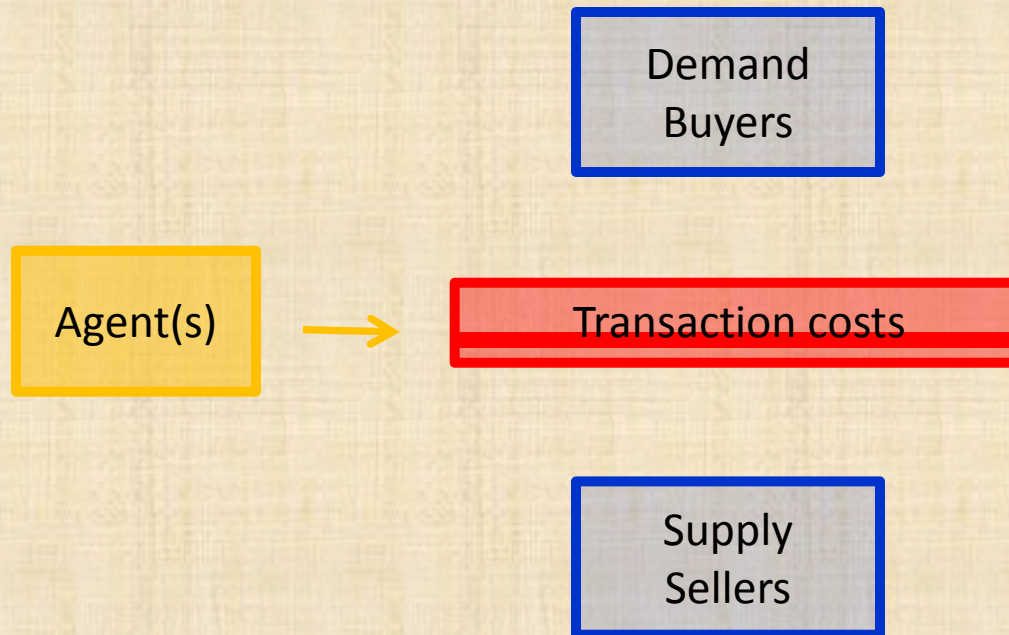 Demand
Buyers
Agent(s)
Transaction costs
Supply
Sellers